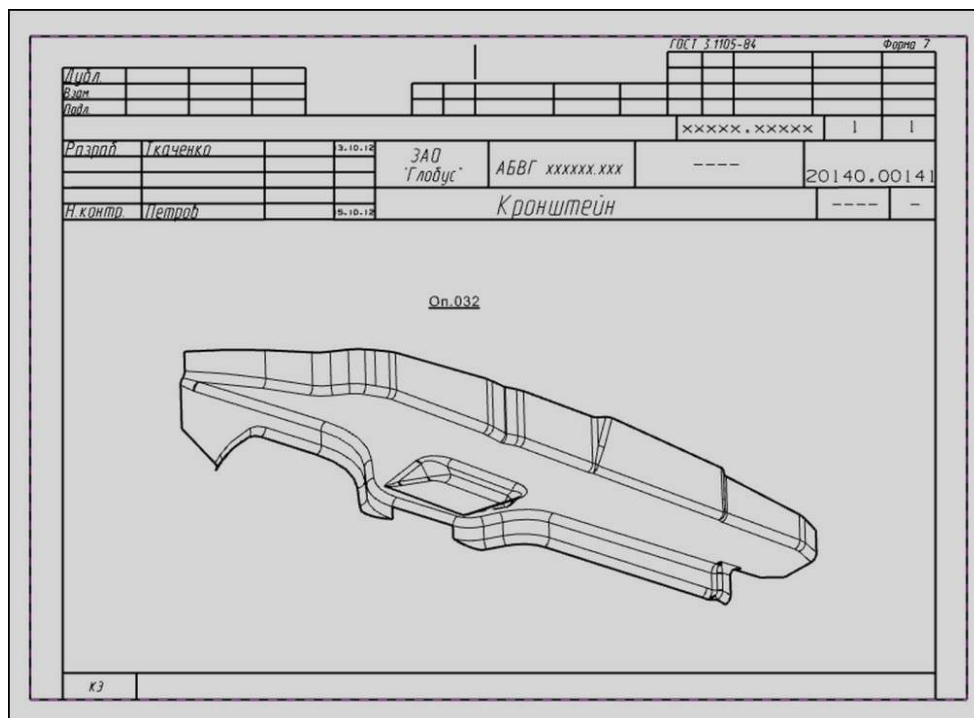 ГОСТ 3.1105-84 Форма 7
Дубл.
Взам.
Подл.
xxxxx.xxxxx 1 1
Разраб. Ткаченко 3.10.12 ЗАО "Глобус" АБВГ xxxxxx.xxx ---- 20140.00141
Н.контр. Петров 5.10.12 Кронштейн ---- -
Оп.032
КЭ